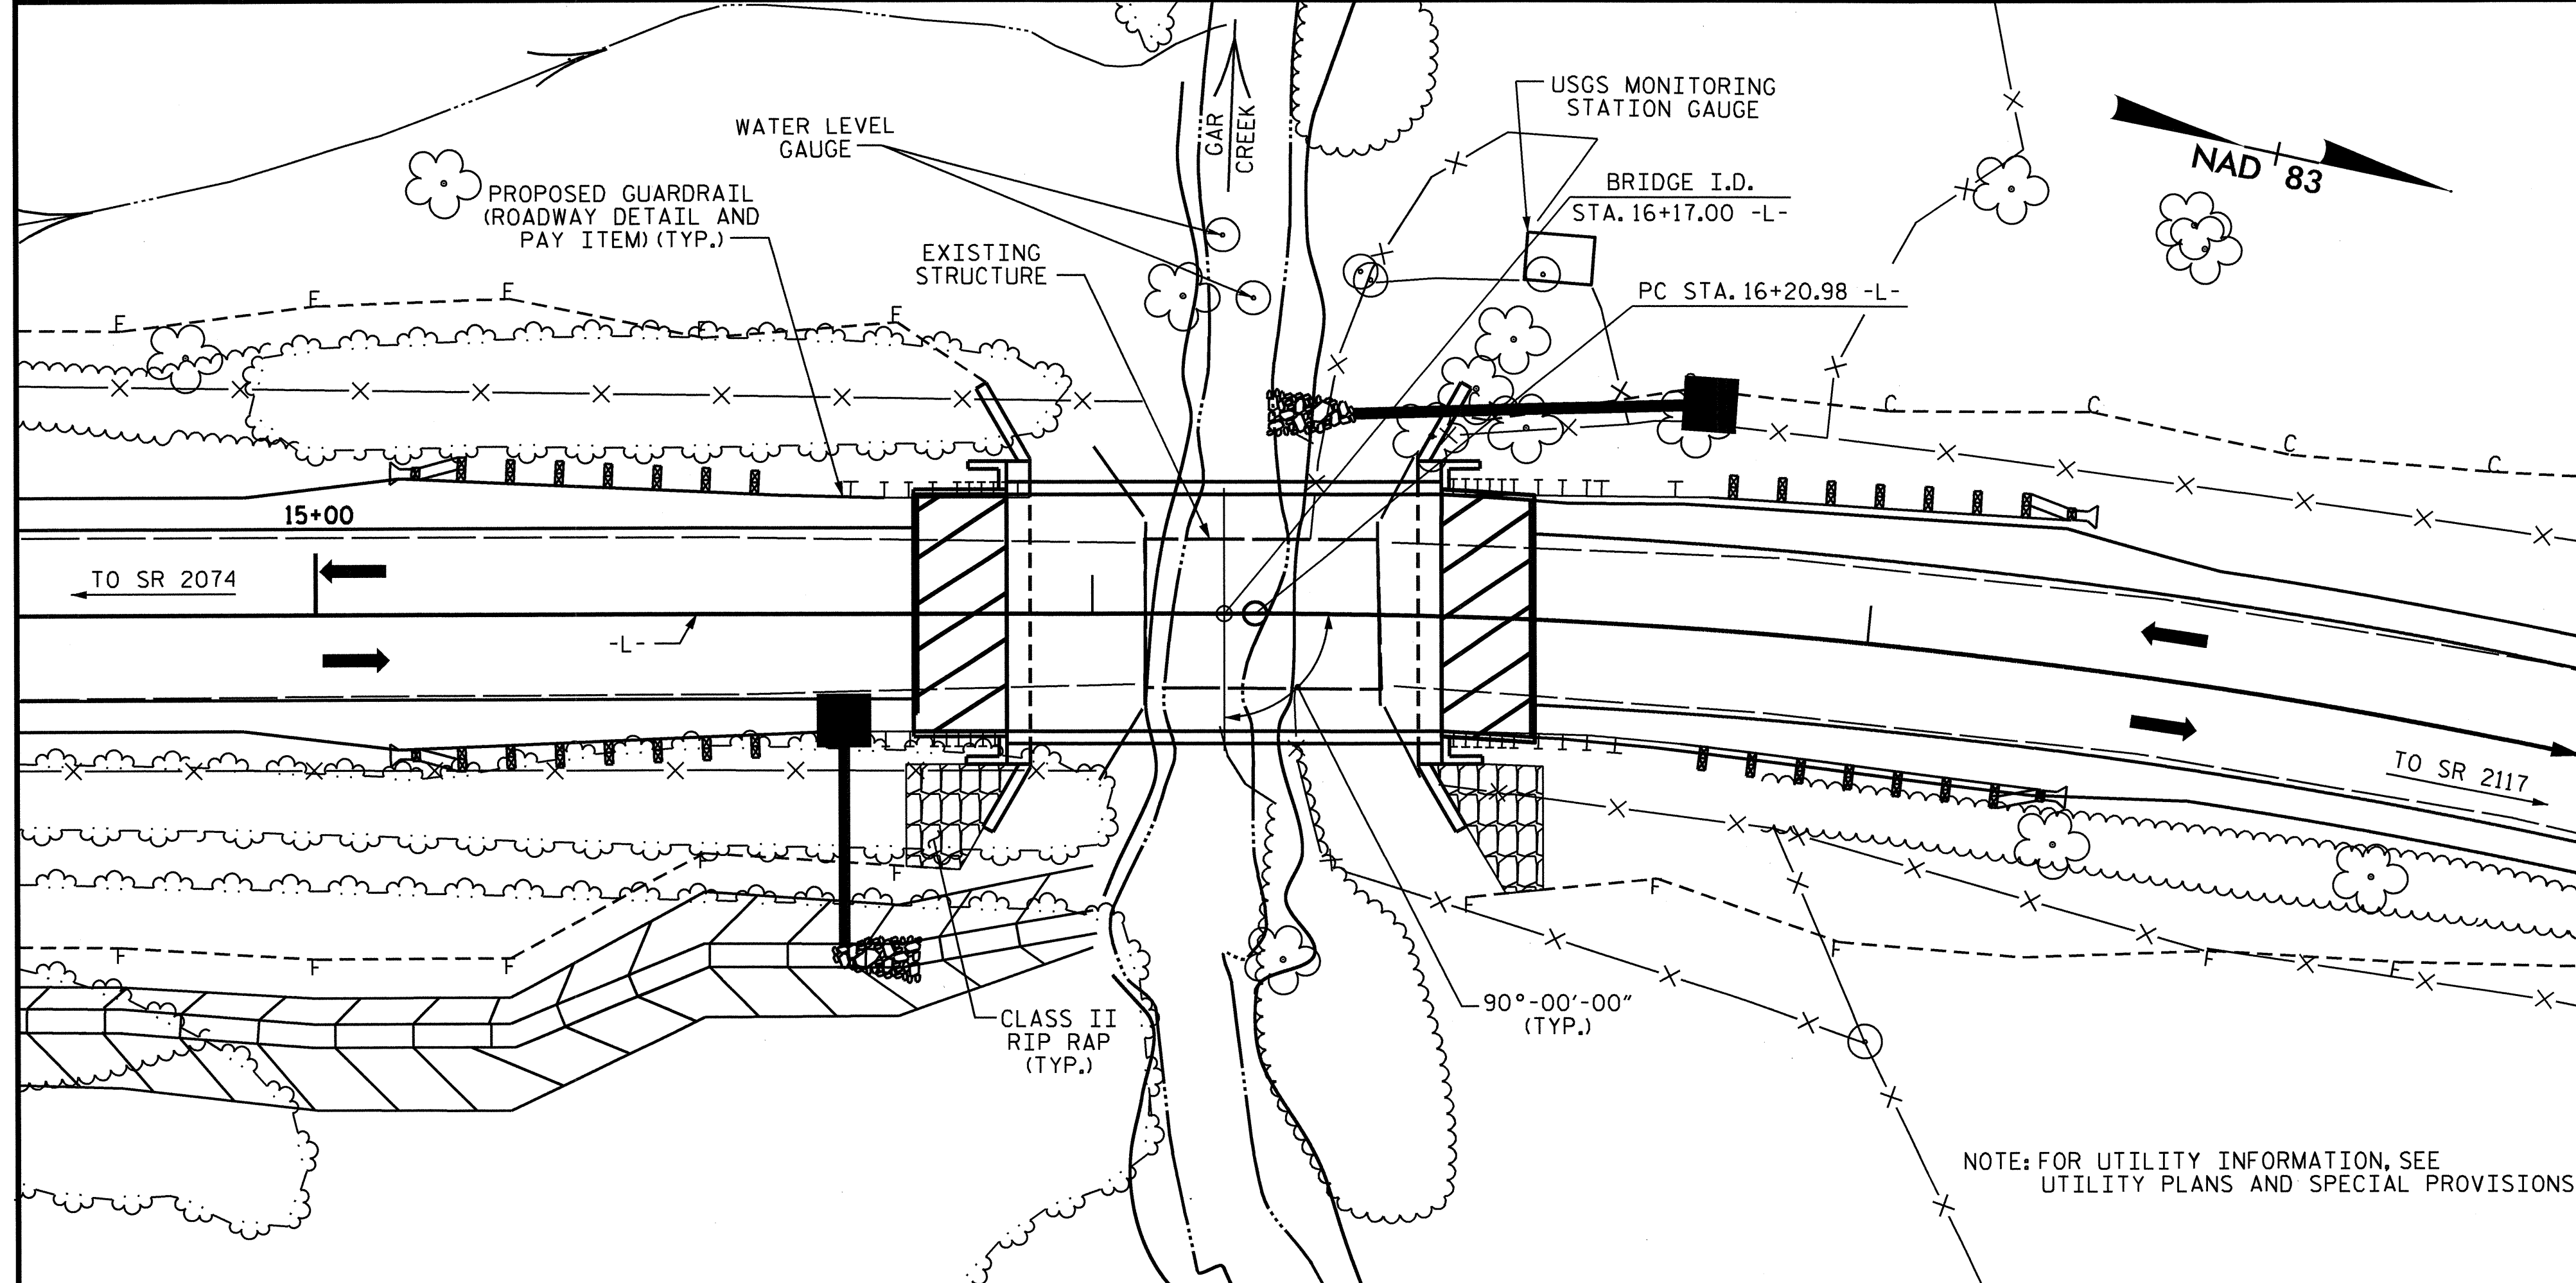 USGS MONITORING
STATION GAUGE
WATER LEVEL
GAUGE
GAR
CREEK
NAD 83
PROPOSED GUARDRAIL
(ROADWAY DETAIL AND
PAY ITEM) (TYP.)
BRIDGE I.D.
STA. 16+17.00 -L-
EXISTING
STRUCTURE
PC STA. 16+20.98 -L-
F
F
F
F
F
C
C
C
C
C
15+00
TO SR 2074
-L-
TO SR 2117
F
F
F
F
F
F
F
F
F
F
CLASS II
RIP RAP
(TYP.)
90°-00'-00"
(TYP.)
NOTE: FOR UTILITY INFORMATION, SEE
UTILITY PLANS AND SPECIAL PROVISIONS